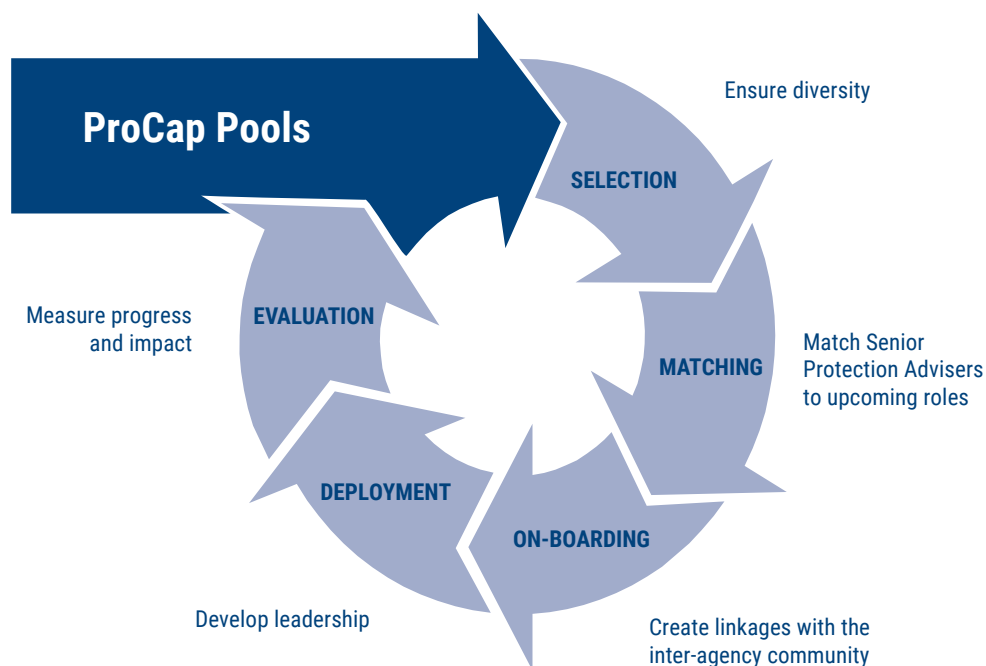 ProCap Pools
Ensure diversity
SELECTION
MATCHING
Match Senior
Protection Advisers
to upcoming roles
ON-BOARDING
Create linkages with the
inter-agency community
DEPLOYMENT
Develop leadership
EVALUATION
Measure progress
and impact